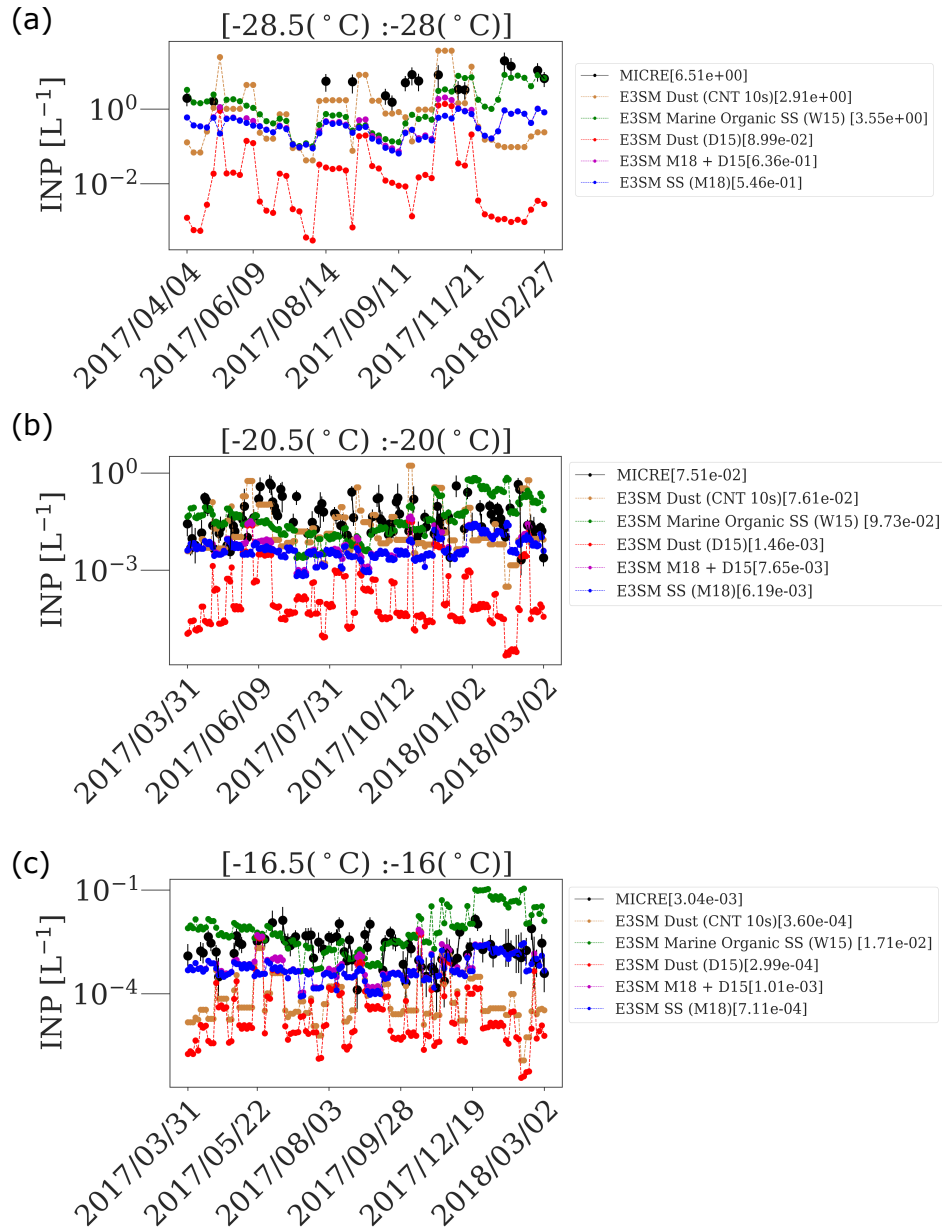 (a)
[-28.5(°C) :-28(°C)]
INP [L⁻¹]
10⁰
10⁻²
2017/04/04
2017/06/09
2017/08/14
2017/09/11
2017/11/21
2018/02/27
MICRE[6.51e+00]
E3SM Dust (CNT 10s)[2.91e+00]
E3SM Marine Organic SS (W15) [3.55e+00]
E3SM Dust (D15)[8.99e-02]
E3SM M18 + D15[6.36e-01]
E3SM SS (M18)[5.46e-01]
(b)
[-20.5(°C) :-20(°C)]
INP [L⁻¹]
10⁰
10⁻³
2017/03/31
2017/06/09
2017/07/31
2017/10/12
2018/01/02
2018/03/02
MICRE[7.51e-02]
E3SM Dust (CNT 10s)[7.61e-02]
E3SM Marine Organic SS (W15) [9.73e-02]
E3SM Dust (D15)[1.46e-03]
E3SM M18 + D15[7.65e-03]
E3SM SS (M18)[6.19e-03]
(c)
[-16.5(°C) :-16(°C)]
INP [L⁻¹]
10⁻¹
10⁻⁴
2017/03/31
2017/05/22
2017/08/03
2017/09/28
2017/12/19
2018/03/02
MICRE[3.04e-03]
E3SM Dust (CNT 10s)[3.60e-04]
E3SM Marine Organic SS (W15) [1.71e-02]
E3SM Dust (D15)[2.99e-04]
E3SM M18 + D15[1.01e-03]
E3SM SS (M18)[7.11e-04]